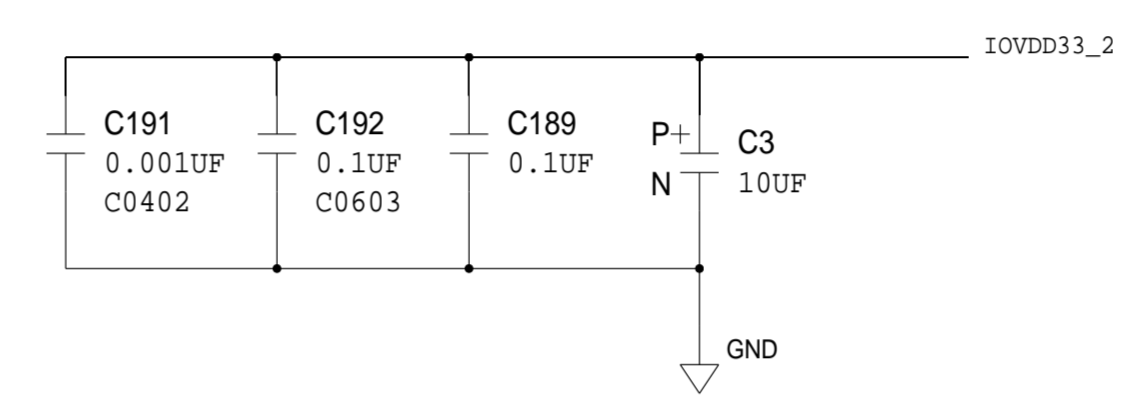 IOVDD33_2
C191
0.001UF
C0402
C192
0.1UF
C0603
C189
0.1UF
P+
N
C3
10UF
GND